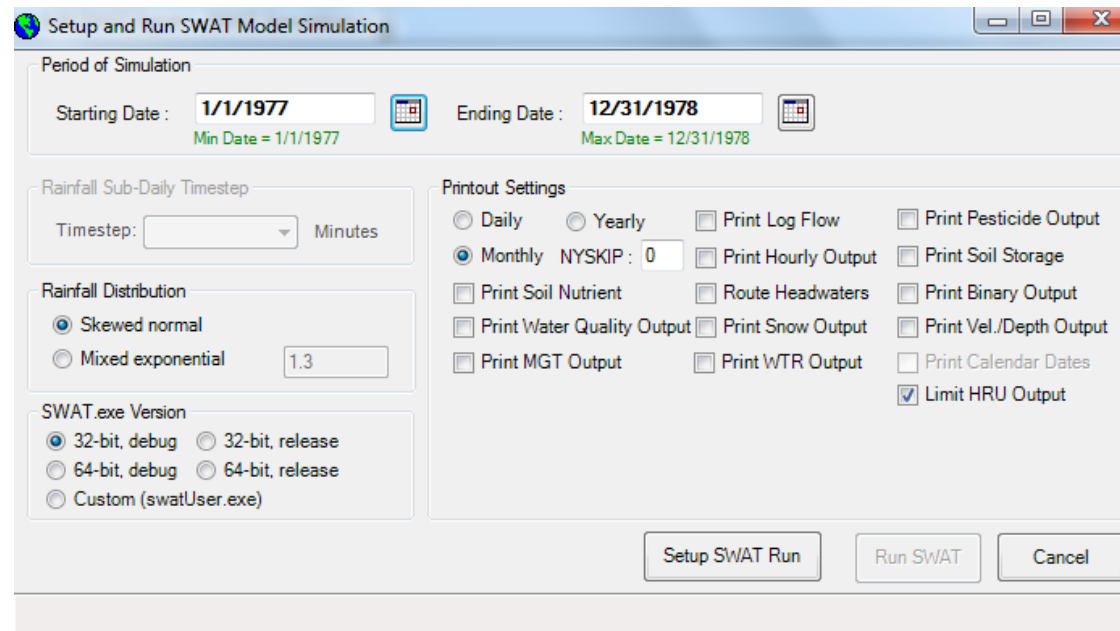 Setup and Run SWAT Model Simulation
Period of Simulation
Starting Date : 1/1/1977
Min Date = 1/1/1977
Ending Date : 12/31/1978
Max Date = 12/31/1978
Rainfall Sub-Daily Timestep
Timestep: Minutes
Rainfall Distribution
Skewed normal
Mixed exponential 1.3
SWAT.exe Version
32-bit, debug 32-bit, release
64-bit, debug 64-bit, release
Custom (swatUser.exe)
Printout Settings
Daily Yearly Print Log Flow Print Pesticide Output
Monthly NYSKIP : 0 Print Hourly Output Print Soil Storage
Print Soil Nutrient Route Headwaters Print Binary Output
Print Water Quality Output Print Snow Output Print Vel./Depth Output
Print MGT Output Print WTR Output Print Calendar Dates
Limit HRU Output
Setup SWAT Run Run SWAT Cancel